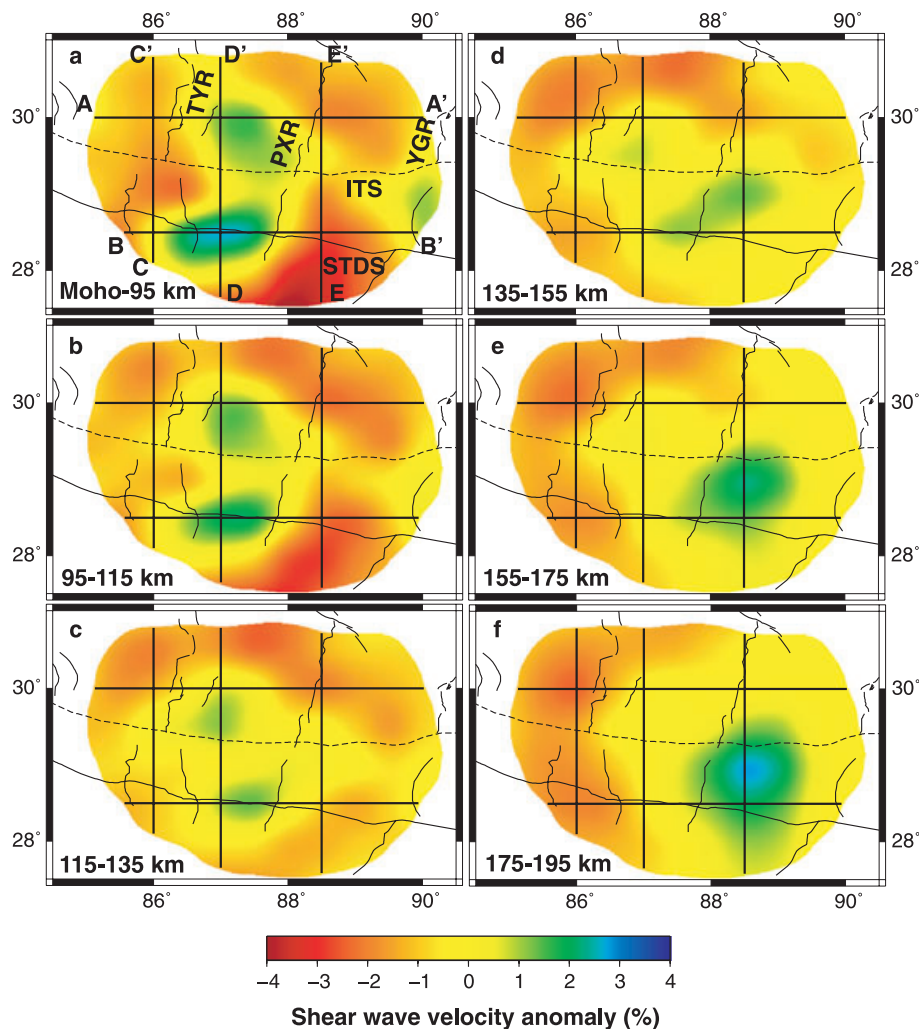 86˚ 88˚ 90˚ 86˚ 88˚ 90˚
a C' D' E' d
TYR
A A'
30˚
PXR YGR
ITS
B B'
C STDS
28˚
D E
Moho-95 km 135-155 km
b e
30˚ 30˚
28˚ 28˚
95-115 km 155-175 km
c f
30˚ 30˚
28˚ 28˚
115-135 km 175-195 km
86˚ 88˚ 90˚ 86˚ 88˚ 90˚
−4 −3 −2 −1 0 1 2 3 4
Shear wave velocity anomaly (%)